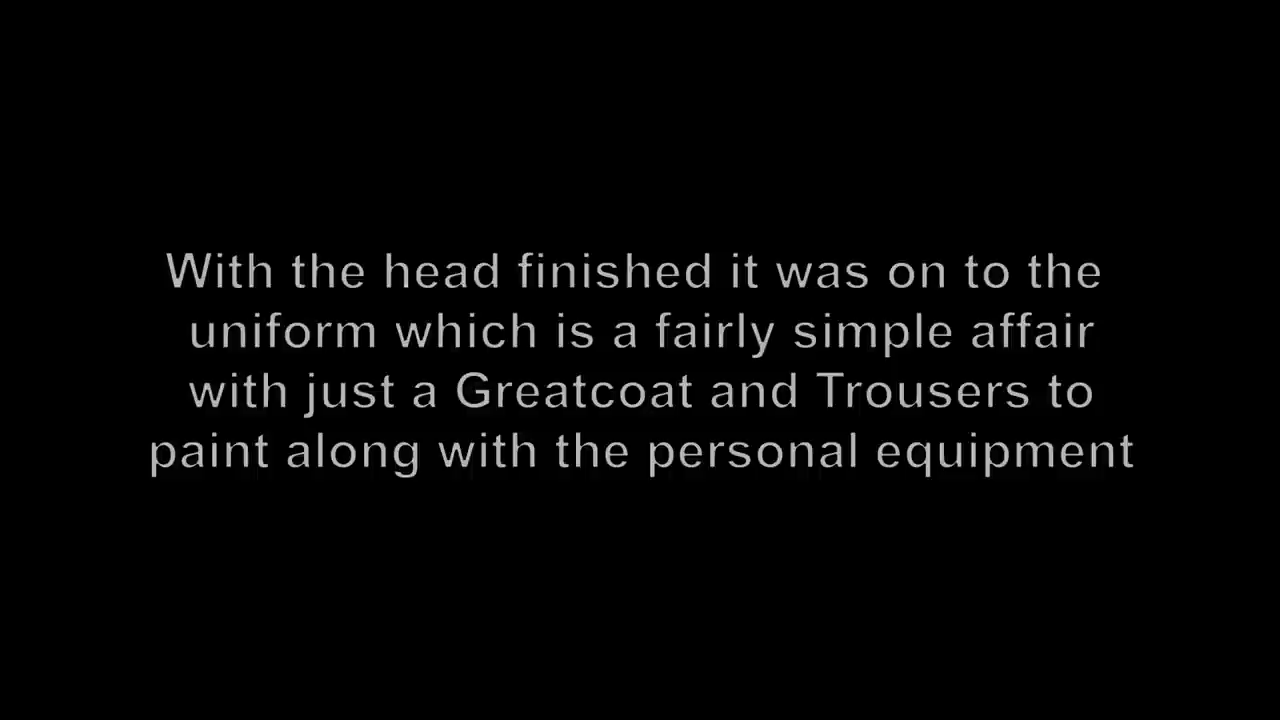 With the head finished it was on to the
uniform which is a fairly simple affair
with just a Greatcoat and Trousers to
paint along with the personal equipment